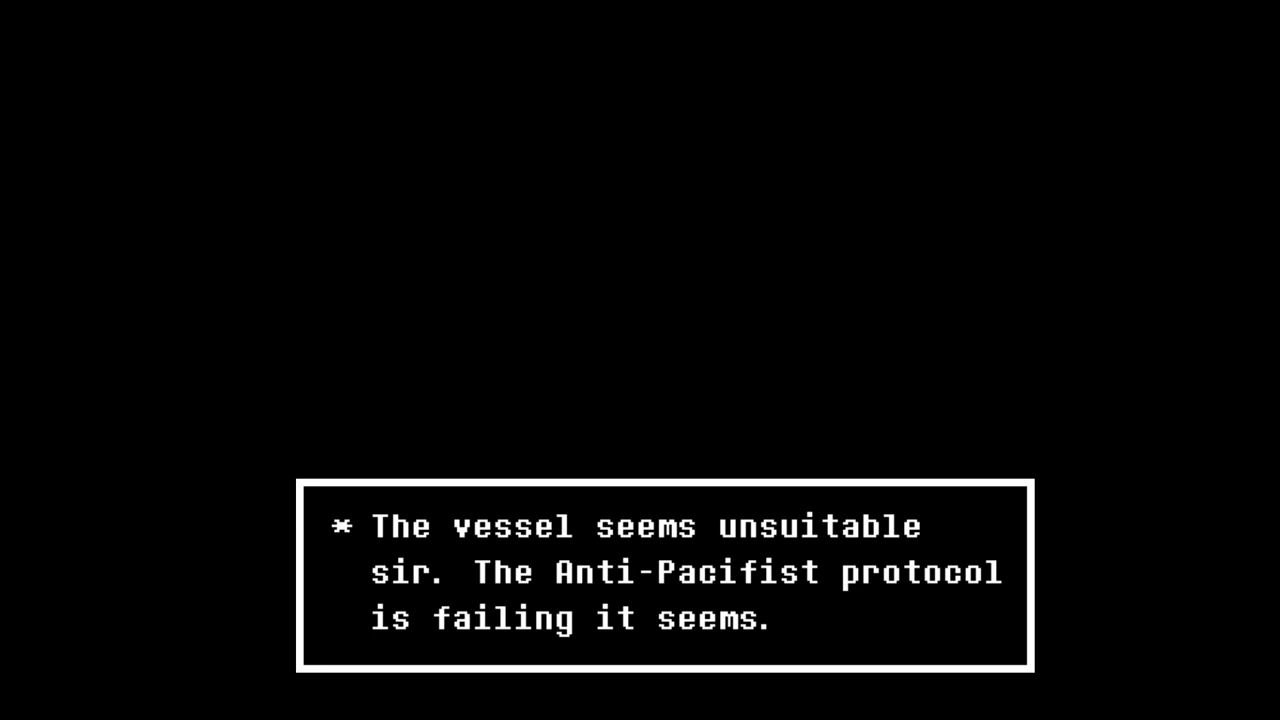 * The vessel seems unsuitable
sir. The Anti-Pacifist protocol
is failing it seems.